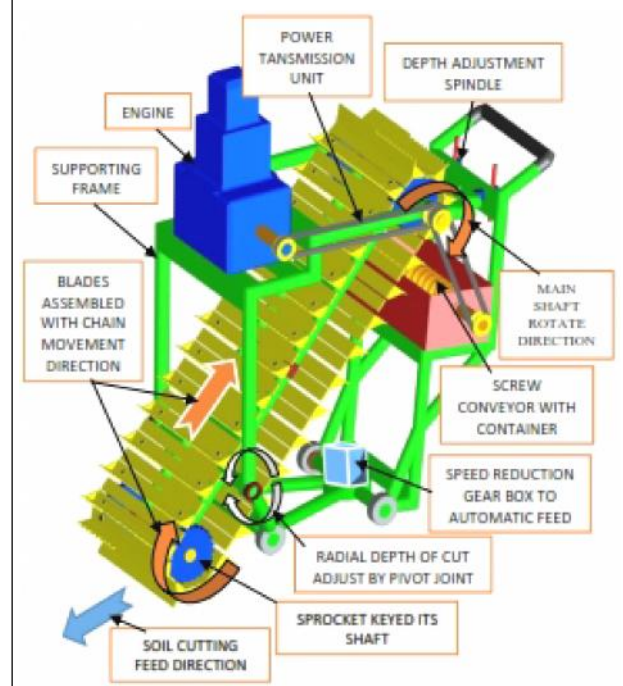 POWER
TANSMISSION
UNIT
DEPTH ADJUSTMENT
SPINDLE
ENGINE
SUPPORTING
FRAME
BLADES
ASSEMBLED
WITH CHAIN
MOVEMENT
DIRECTION
MAIN
SHAFT
ROTATE
DIRECTION
SCREW
CONVEYOR WITH
CONTAINER
SPEED REDUCTION
GEAR BOX TO
AUTOMATIC FEED
RADIAL DEPTH OF CUT
ADJUST BY PIVOT JOINT
SPROCKET KEYED ITS
SHAFT
SOIL CUTTING
FEED DIRECTION